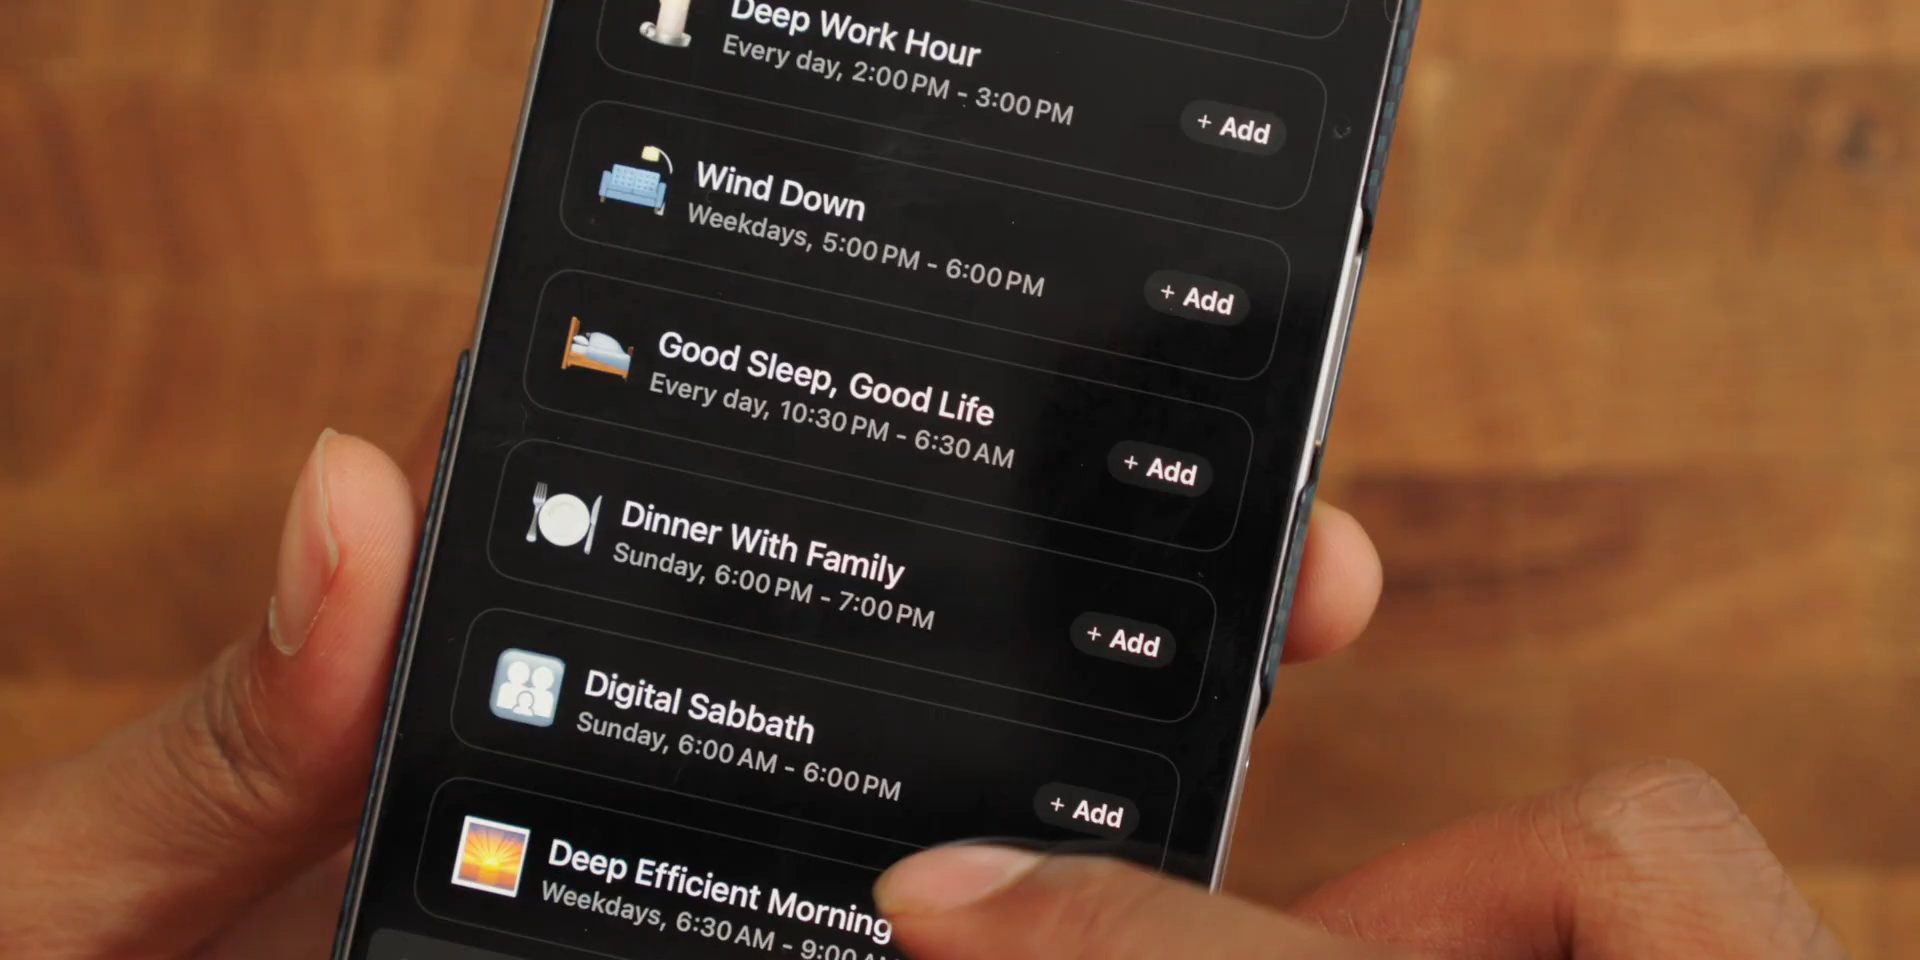 Deep Work Hour
Every day, 2:00 PM - 3:00 PM
+ Add
Wind Down
Weekdays, 5:00 PM - 6:00 PM
+ Add
Good Sleep, Good Life
Every day, 10:30 PM - 6:30 AM
+ Add
Dinner With Family
Sunday, 6:00 PM - 7:00 PM
+ Add
Digital Sabbath
Sunday, 6:00 AM - 6:00 PM
+ Add
Deep Efficient Morning
Weekdays, 6:30 AM - 9:00 AM